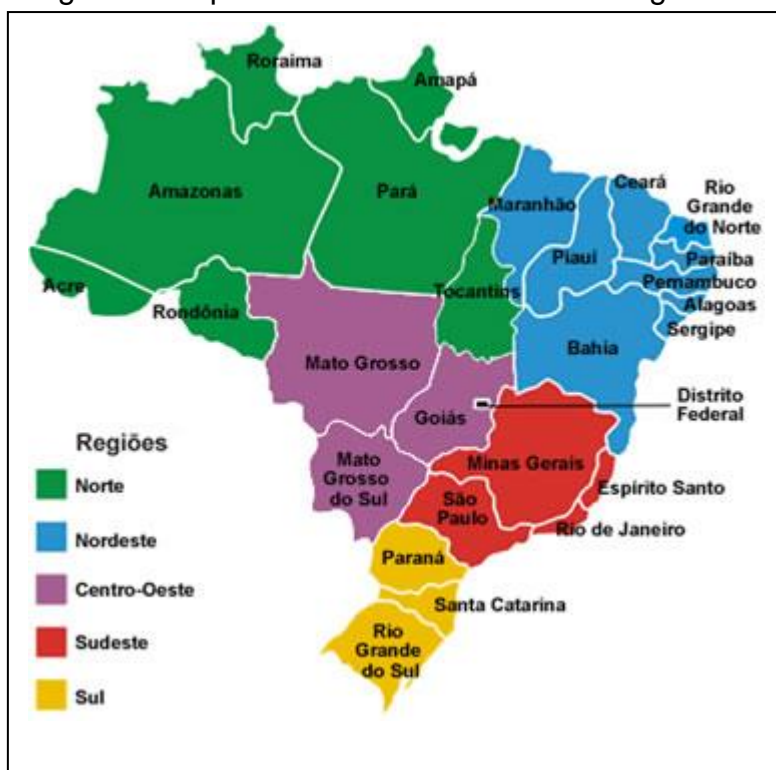 Roraima
Amapá
Amazonas
Pará
Maranhão
Ceará
Rio
Grande
do Norte
Piauí
Paraíba
Pernambuco
Alagoas
Sergipe
Acre
Rondônia
Tocantins
Bahia
Mato Grosso
Goiás
Distrito
Federal
Mato
Grosso
do Sul
Minas Gerais
Espírito Santo
São
Paulo
Rio de Janeiro
Paraná
Santa Catarina
Rio
Grande
do Sul
Regiões
Norte
Nordeste
Centro-Oeste
Sudeste
Sul